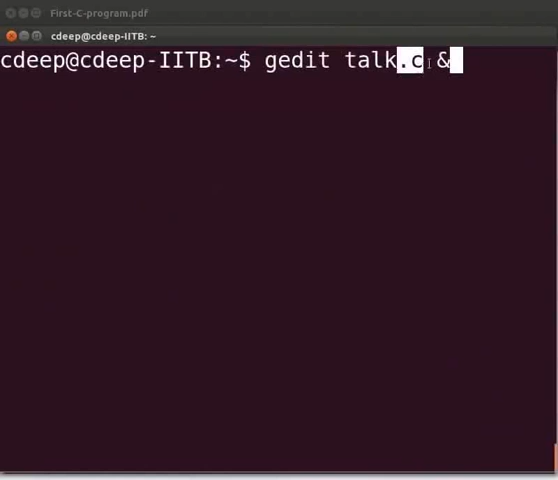 First-C-program.pdf
cdeep@cdeep-IITB: ~
cdeep@cdeep-IITB:~$ gedit talk.c &